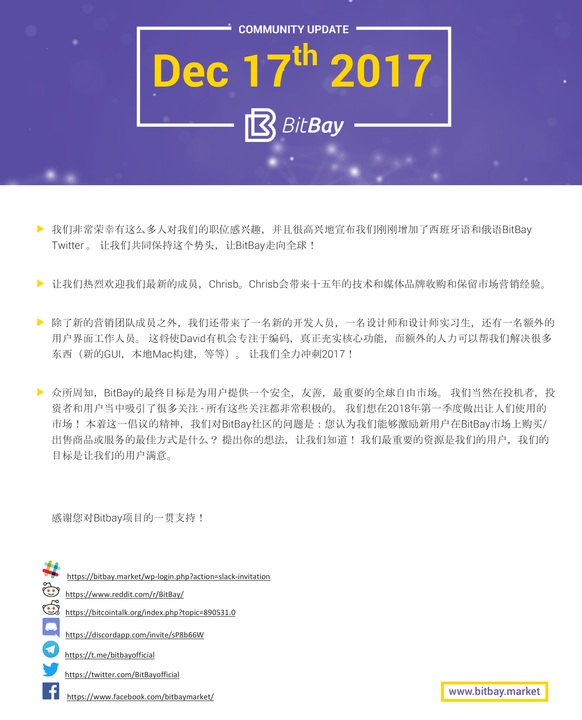 COMMUNITY UPDATE
Dec 17th 2017
BitBay
我们非常荣幸有这么多人对我们的职位感兴趣，并且很高兴地宣布我们刚刚增加了西班牙语和俄语BitBay
Twitter 。 让我们共同保持这个势头，让BitBay走向全球！
让我们热烈欢迎我们最新的成员，Chrisb。Chrisb会带来十五年的技术和媒体品牌收购和保留市场营销经验。
除了新的营销团队成员之外，我们还带来了一名新的开发人员，一名设计师和设计师实习生，还有一名额外的
用户界面工作人员。 这将使David有机会专注于编码，真正充实核心功能，而额外的人力可以帮我们解决很多
东西（新的GUI，本地Mac构建，等等）。 让我们全力冲刺2017！
众所周知，BitBay的最终目标是为用户提供一个安全，友善，最重要的全球自由市场。 我们当然在投机者，投
资者和用户当中吸引了很多关注 - 所有这些关注都非常积极的。 我们想在2018年第一季度做出让人们使用的
市场！ 本着这一倡议的精神，我们对BitBay社区的问题是：您认为我们能够激励新用户在BitBay市场上购买/
出售商品或服务的最佳方式是什么？ 提出你的想法，让我们知道！ 我们最重要的资源是我们的用户，我们的
目标是让我们的用户满意。
感谢您对Bitbay项目的一贯支持！
https://bitbay.market/wp-login.php?action=slack-invitation
https://www.reddit.com/r/BitBay/
https://bitcointalk.org/index.php?topic=890531.0
https://discordapp.com/invite/sP8b66W
https://t.me/bitbayofficial
https://twitter.com/BitBayofficial
https://www.facebook.com/bitbaymarket/
www.bitbay.market